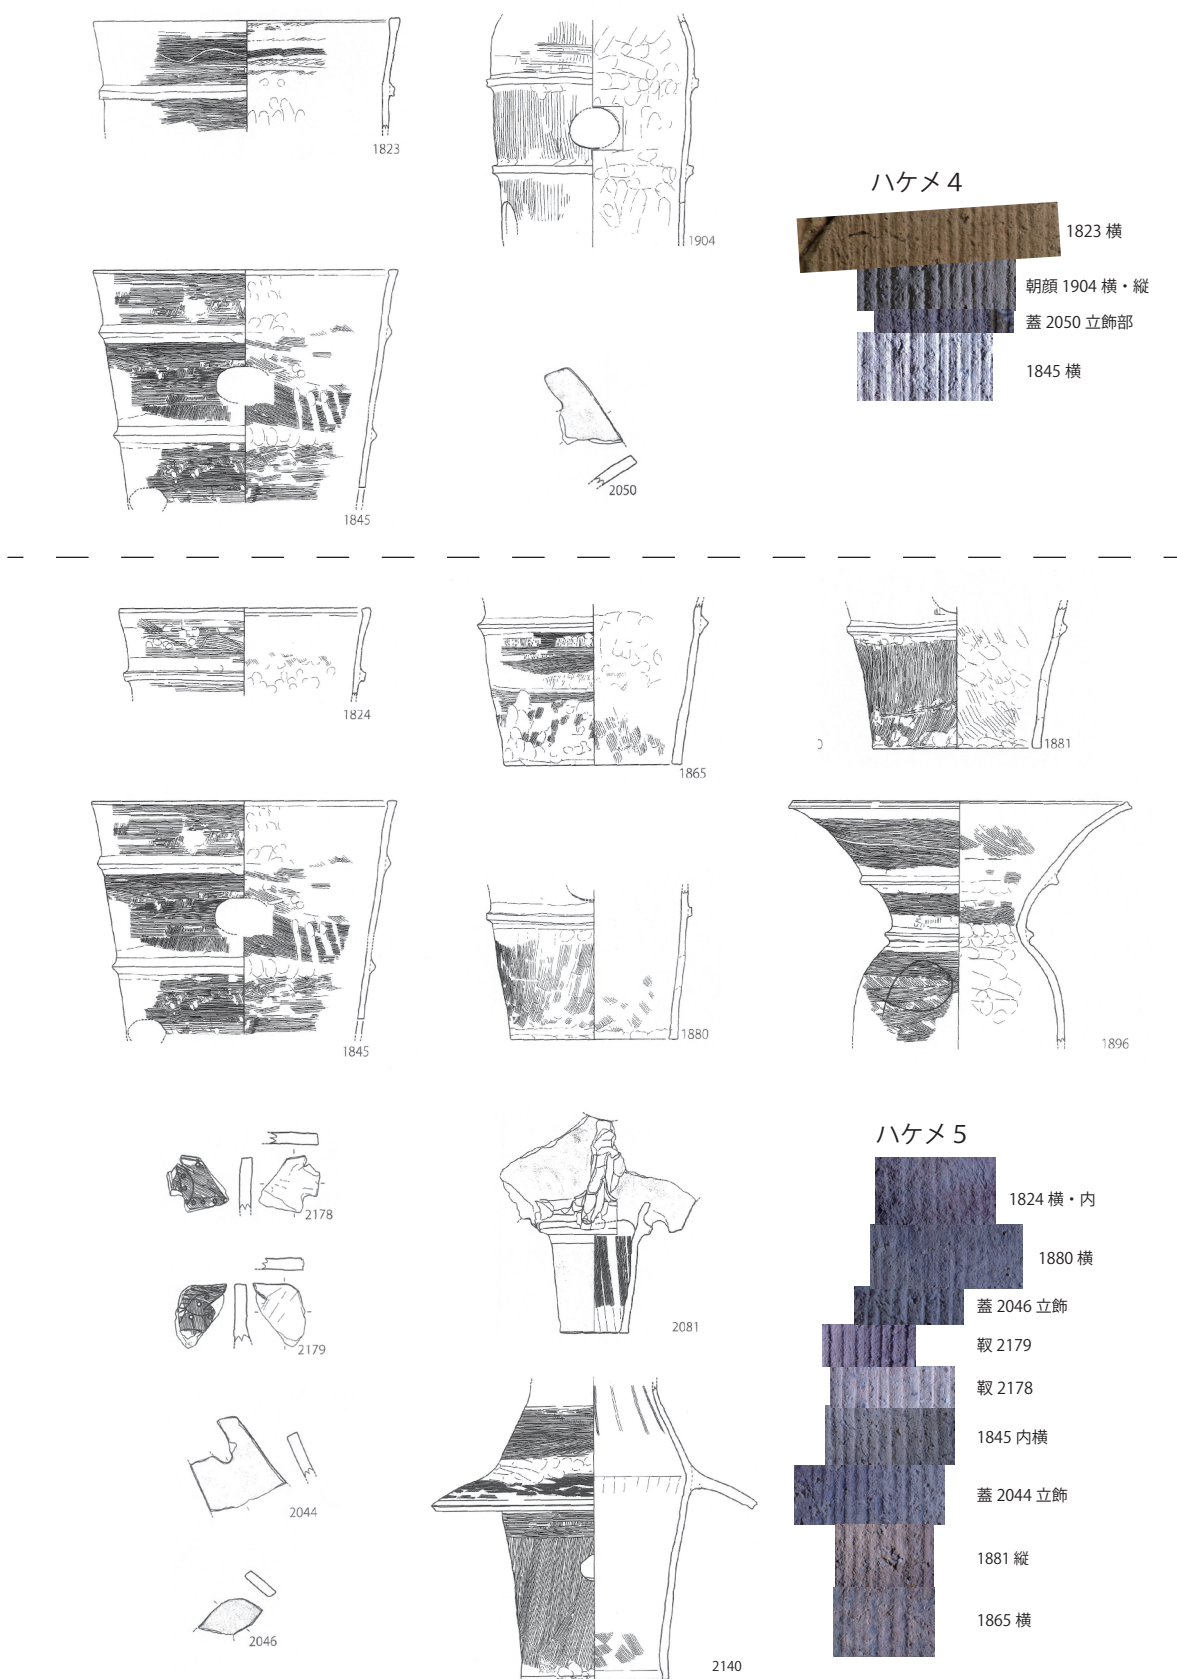 1823
1904
ハケメ 4
1823 横
朝顔 1904 横・縦
蓋 2050 立飾部
1845 横
2050
1845
1824
1865
1881
1845
1880
1896
ハケメ 5
2178
1824 横・内
1880 横
2179
2081
蓋 2046 立飾
靫 2179
靫 2178
1845 内横
2044
蓋 2044 立飾
1881 縦
1865 横
2046
2140